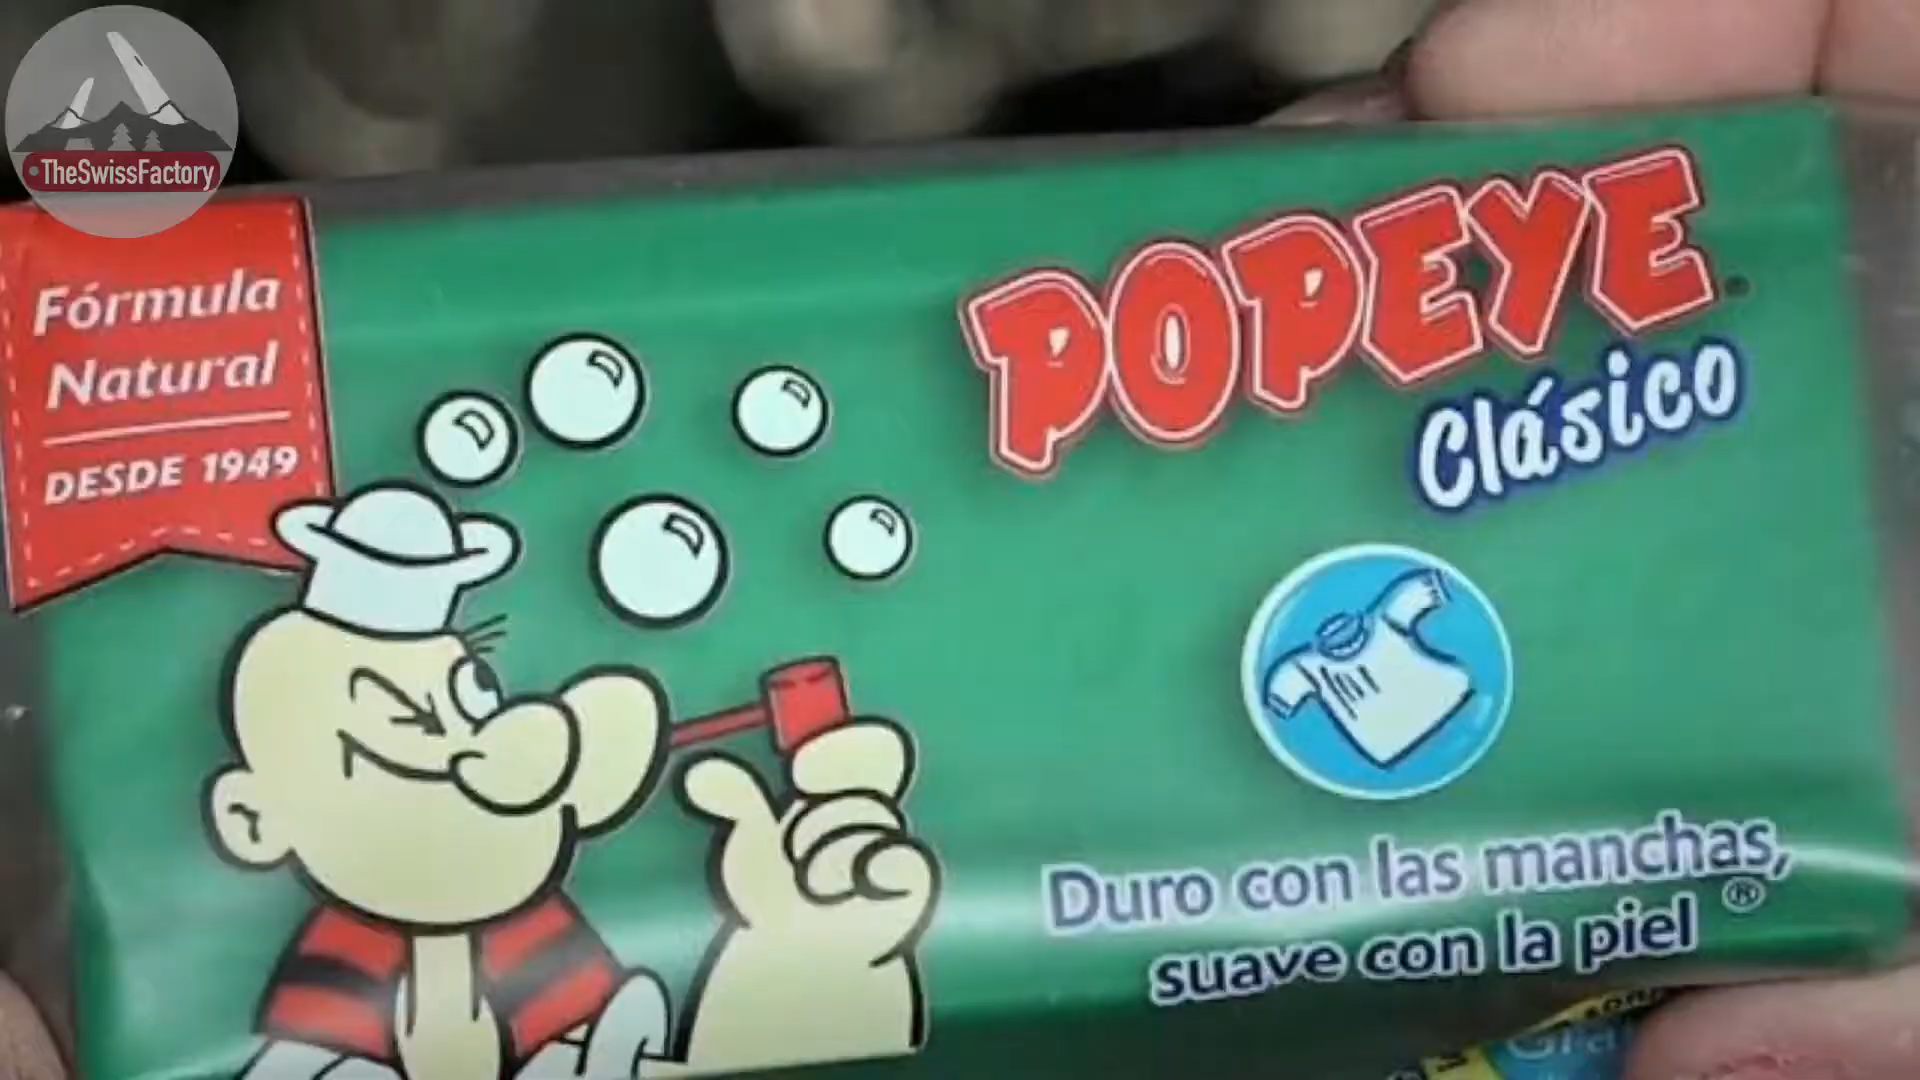 TheSwissFactory
Fórmula
Natural
DESDE 1949
POPEYE
Clásico
Duro con las manchas,
suave con la piel ®